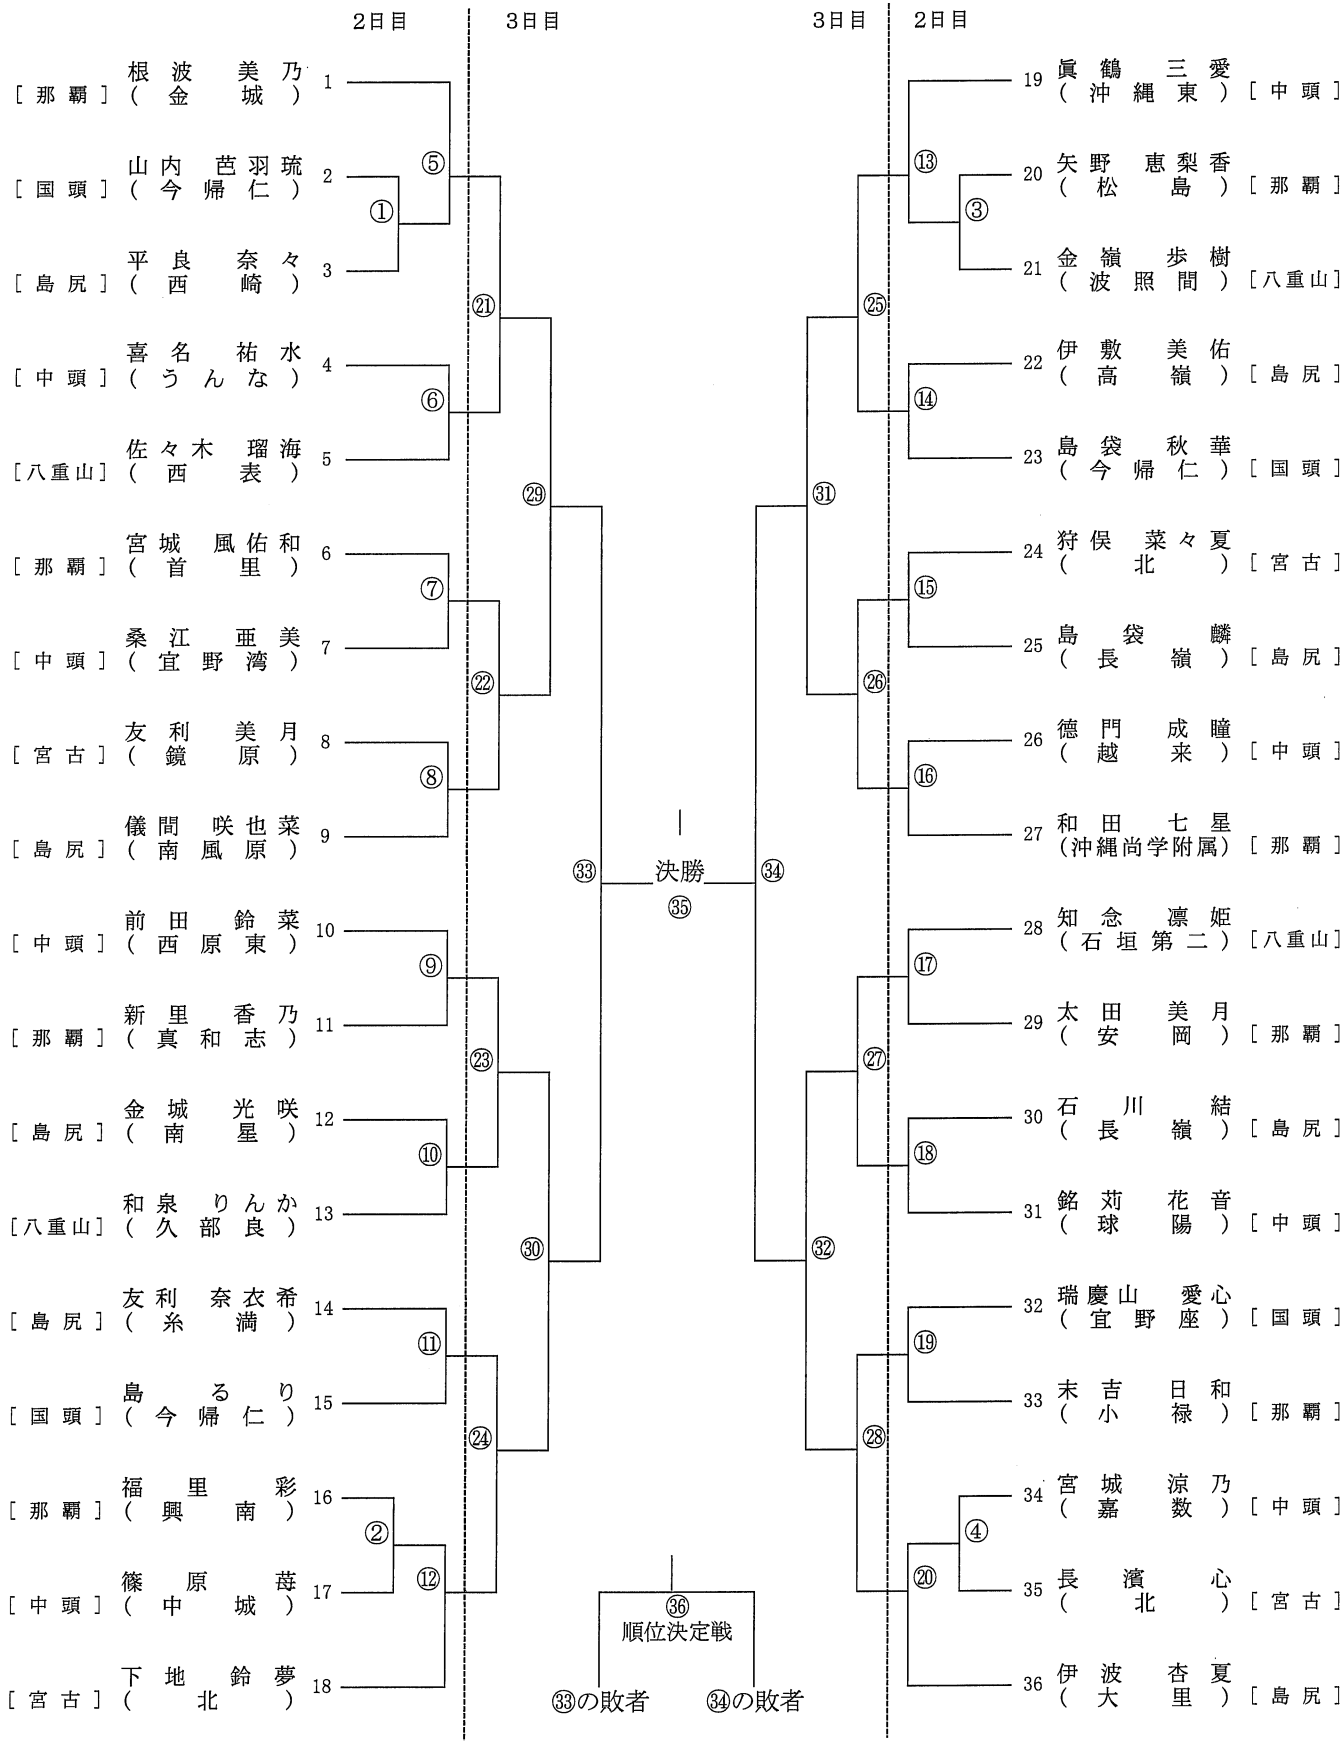 2日目 3日目
[那覇] 根波 美乃 1
(金城)
⑤
[国頭] 山内 芭羽琉 2
(今帰仁)
①
[島尻] 平良 奈々 3
(西崎)
㉑
[中頭] 喜名 祐水 4
(うんな)
⑥
[八重山] 佐々木 瑠海 5
(西表)
㉙
[那覇] 宮城 風佑和 6
(首里)
⑦
[中頭] 桑江 亜美 7
(宜野湾)
㉒
[宮古] 友利 美月 8
(鏡原)
⑧
[島尻] 儀間 咲也菜 9
(南風原)
㉝
[中頭] 前田 鈴菜 10
(西原東)
⑨
[那覇] 新里 香乃 11
(真和志)
㉓
[島尻] 金城 光咲 12
(南星)
⑩
[八重山] 和泉 りんか 13
(久部良)
㉚
[島尻] 友利 奈衣希 14
(糸満)
⑪
[国頭] 島 るり 15
(今帰仁)
㉔
[那覇] 福里 彩 16
(興南)
②
⑫
[中頭] 篠原 苺 17
(中城)
[宮古] 下地 鈴夢 18
(北)
決勝
㉟
㊱
順位決定戦
㉝の敗者 ㉞の敗者
3日目 2日目
19 眞鶴 三愛
(沖縄東) [中頭]
⑬
20 矢野 恵梨香
(松島) [那覇]
③
21 金嶺 歩樹
(波照間) [八重山]
㉕
22 伊敷 美佑
(高嶺) [島尻]
⑭
23 島袋 秋華
(今帰仁) [国頭]
㉛
24 狩俣 菜々夏
(北) [宮古]
⑮
25 島袋 麟
(長嶺) [島尻]
㉖
26 德門 成瞳
(越来) [中頭]
⑯
27 和田 七星
(沖縄尚学附属) [那覇]
㉞
28 知念 凛姫
(石垣第二) [八重山]
⑰
29 太田 美月
(安岡) [那覇]
㉗
30 石川 結
(長嶺) [島尻]
⑱
31 銘苅 花音
(球陽) [中頭]
㉜
32 瑞慶山 愛心
(宜野座) [国頭]
⑲
33 末吉 日和
(小禄) [那覇]
㉘
34 宮城 涼乃
(嘉数) [中頭]
④
⑳
35 長濱 心
(北) [宮古]
36 伊波 杏夏
(大里) [島尻]